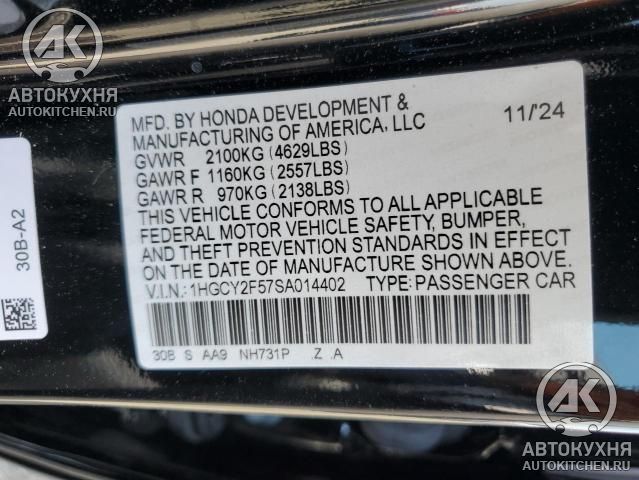 AK
АВТОКУХНЯ
AUTOKITCHEN.RU
30B-A2
MFD. BY HONDA DEVELOPMENT & 11/'24
MANUFACTURING OF AMERICA, LLC
GVWR 2100KG (4629LBS)
GAWR F 1160KG (2557LBS)
GAWR R 970KG (2138LBS)
THIS VEHICLE CONFORMS TO ALL APPLICABLE
FEDERAL MOTOR VEHICLE SAFETY, BUMPER,
AND THEFT PREVENTION STANDARDS IN EFFECT
ON THE DATE OF MANUFACTURE SHOWN ABOVE.
V.I.N.: 1HGCY2F57SA014402 TYPE: PASSENGER CAR
30B S AA9 NH731P .Z .A
AK
АВТОКУХНЯ
AUTOKITCHEN.RU